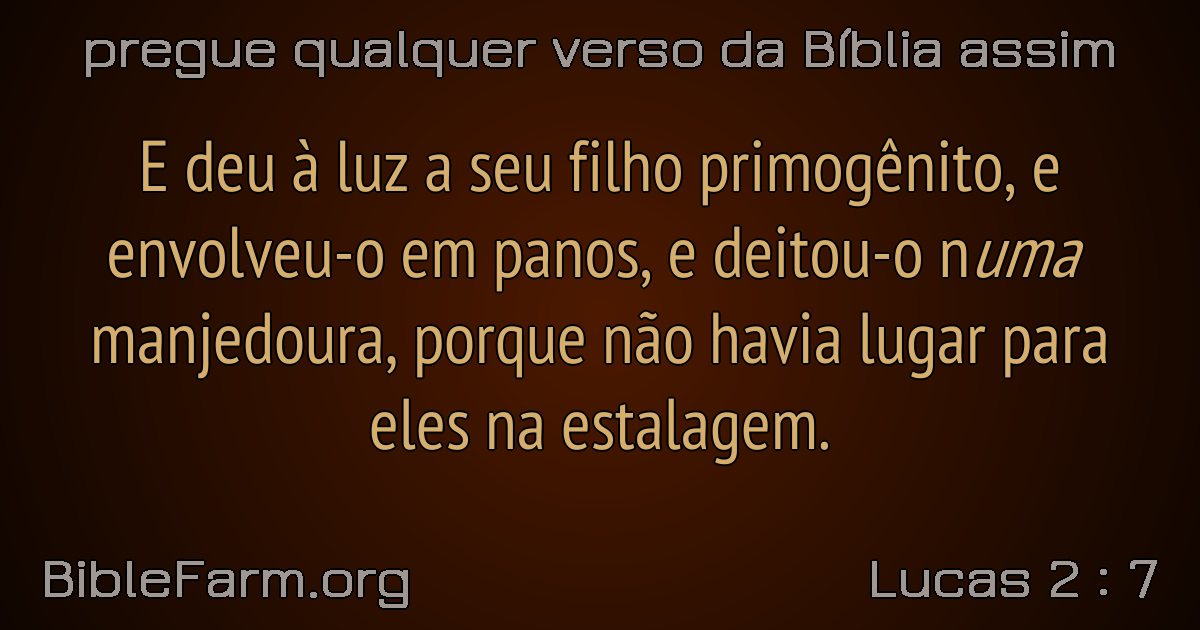 pregue qualquer verso da Bíblia assim
E deu à luz a seu filho primogênito, e
envolveu-o em panos, e deitou-o numa
manjedoura, porque não havia lugar para
eles na estalagem.
BibleFarm.org
Lucas 2 : 7